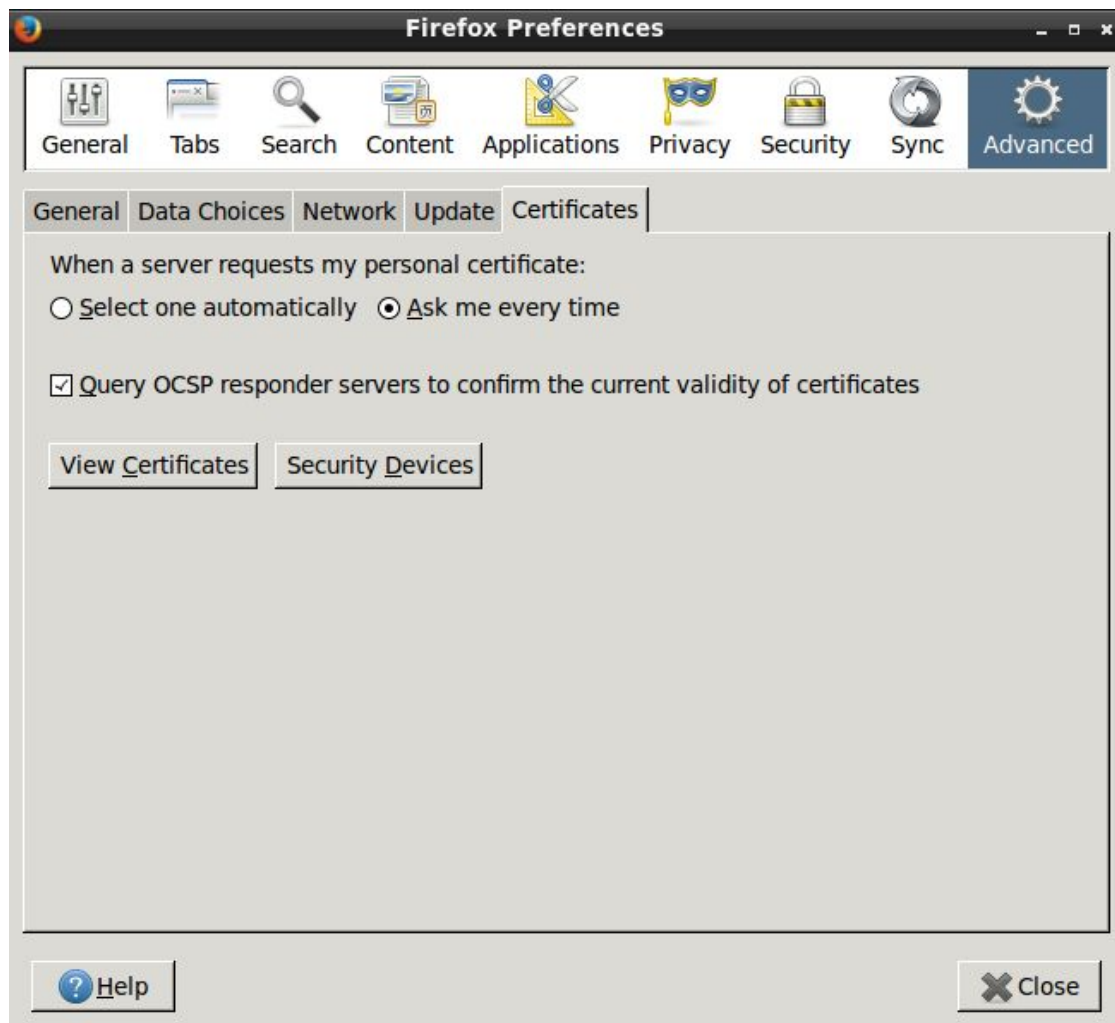 Firefox Preferences
General Tabs Search Content Applications Privacy Security Sync Advanced
General Data Choices Network Update Certificates
When a server requests my personal certificate:
Select one automatically Ask me every time
Query OCSP responder servers to confirm the current validity of certificates
View Certificates Security Devices
Help Close